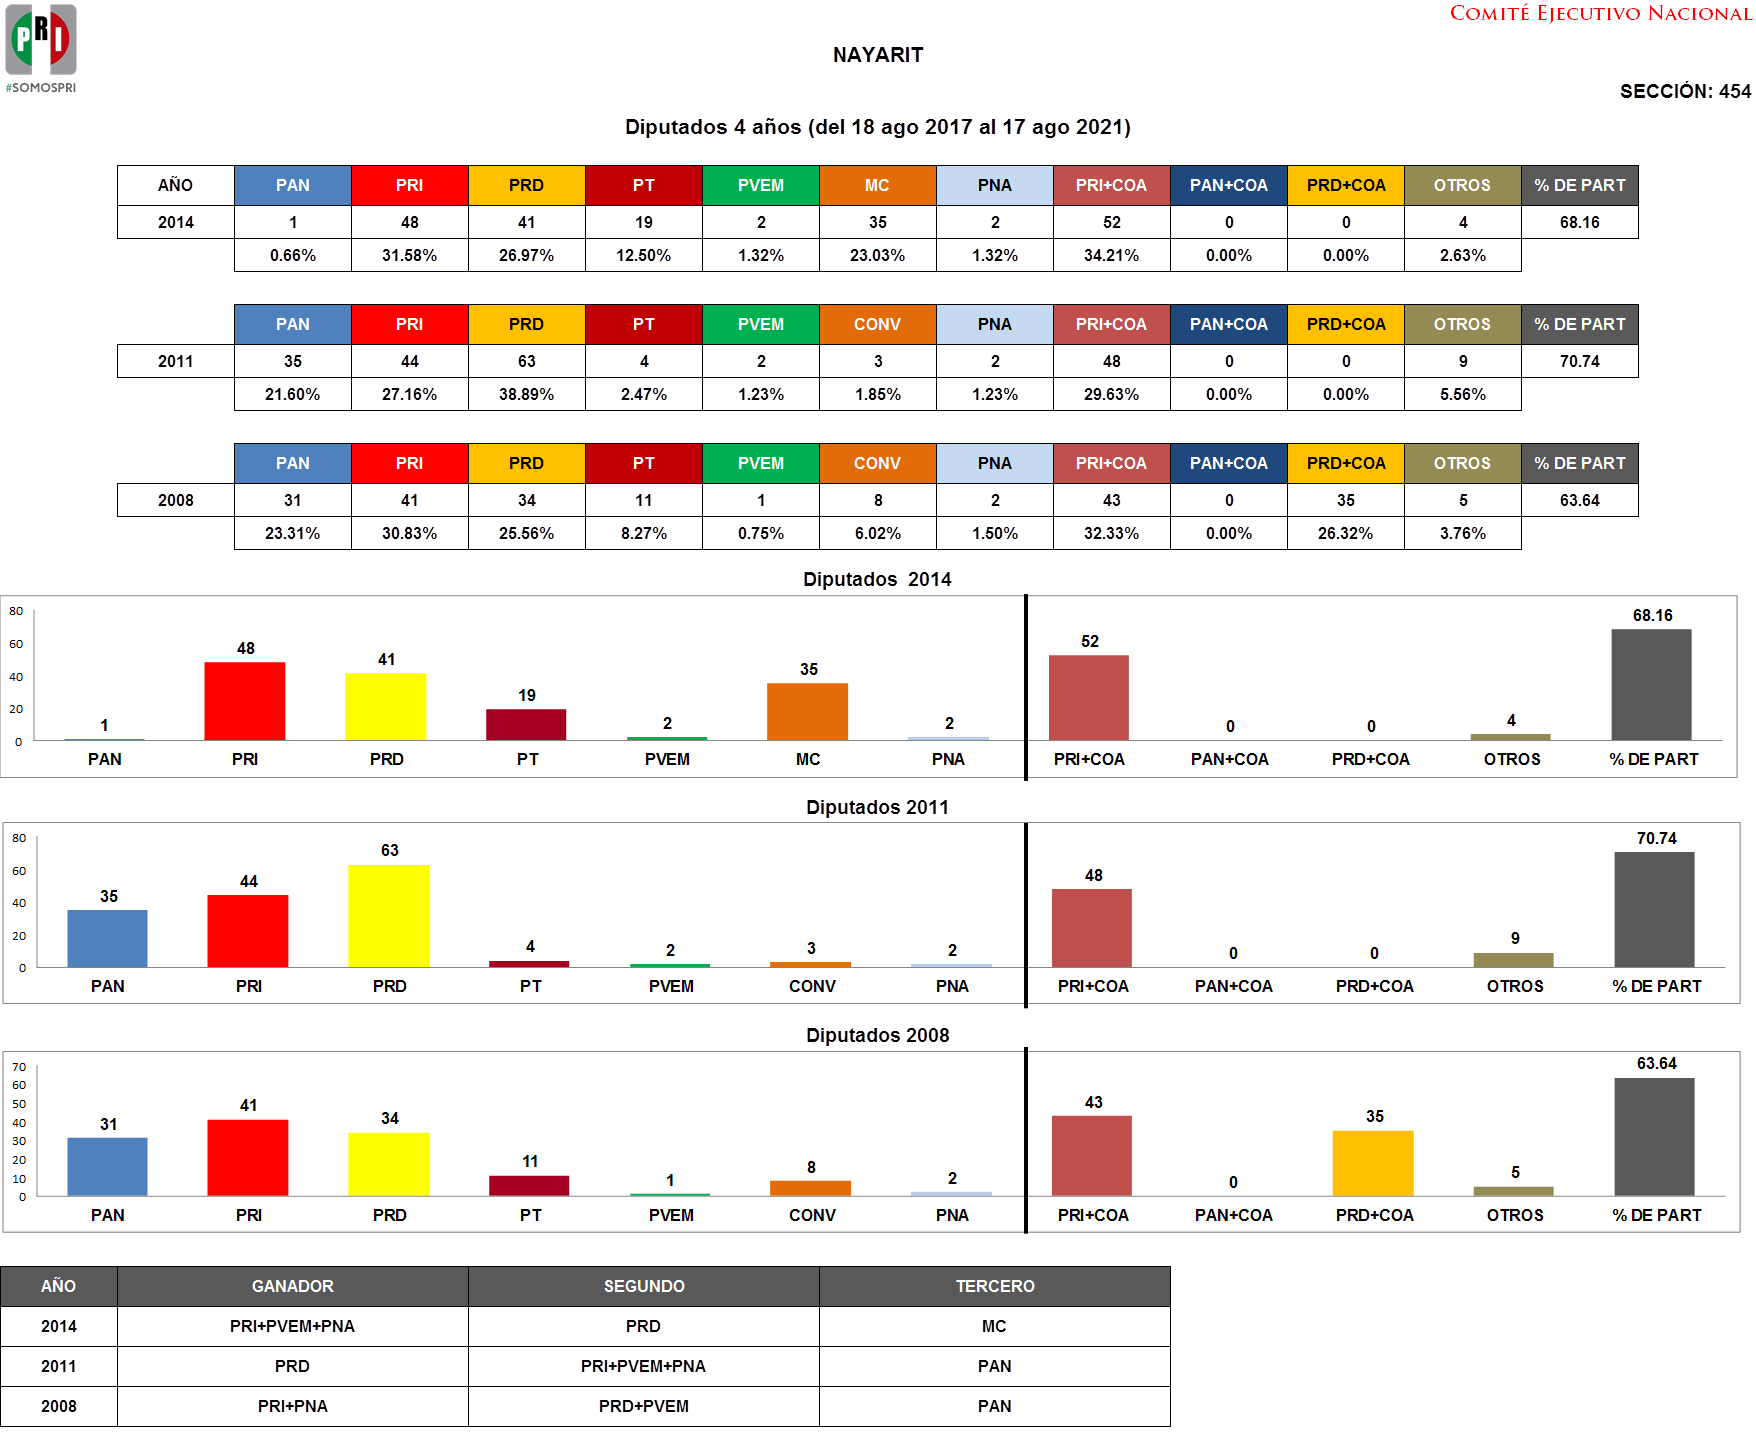 PRI
#SOMOSPRI
COMITÉ EJECUTIVO NACIONAL
NAYARIT
SECCIÓN: 454
Diputados 4 años (del 18 ago 2017 al 17 ago 2021)
AÑO PAN PRI PRD PT PVEM MC PNA PRI+COA PAN+COA PRD+COA OTROS % DE PART
2014 1 48 41 19 2 35 2 52 0 0 4 68.16
0.66% 31.58% 26.97% 12.50% 1.32% 23.03% 1.32% 34.21% 0.00% 0.00% 2.63%
PAN PRI PRD PT PVEM CONV PNA PRI+COA PAN+COA PRD+COA OTROS % DE PART
2011 35 44 63 4 2 3 2 48 0 0 9 70.74
21.60% 27.16% 38.89% 2.47% 1.23% 1.85% 1.23% 29.63% 0.00% 0.00% 5.56%
PAN PRI PRD PT PVEM CONV PNA PRI+COA PAN+COA PRD+COA OTROS % DE PART
2008 31 41 34 11 1 8 2 43 0 35 5 63.64
23.31% 30.83% 25.56% 8.27% 0.75% 6.02% 1.50% 32.33% 0.00% 26.32% 3.76%
Diputados 2014
80
60
40
20
0
1 48 41 19 2 35 2 52 0 0 4 68.16
PAN PRI PRD PT PVEM MC PNA PRI+COA PAN+COA PRD+COA OTROS % DE PART
Diputados 2011
80
60
40
20
0
35 44 63 4 2 3 2 48 0 0 9 70.74
PAN PRI PRD PT PVEM CONV PNA PRI+COA PAN+COA PRD+COA OTROS % DE PART
Diputados 2008
70
60
50
40
30
20
10
0
31 41 34 11 1 8 2 43 0 35 5 63.64
PAN PRI PRD PT PVEM CONV PNA PRI+COA PAN+COA PRD+COA OTROS % DE PART
AÑO GANADOR SEGUNDO TERCERO
2014 PRI+PVEM+PNA PRD MC
2011 PRD PRI+PVEM+PNA PAN
2008 PRI+PNA PRD+PVEM PAN